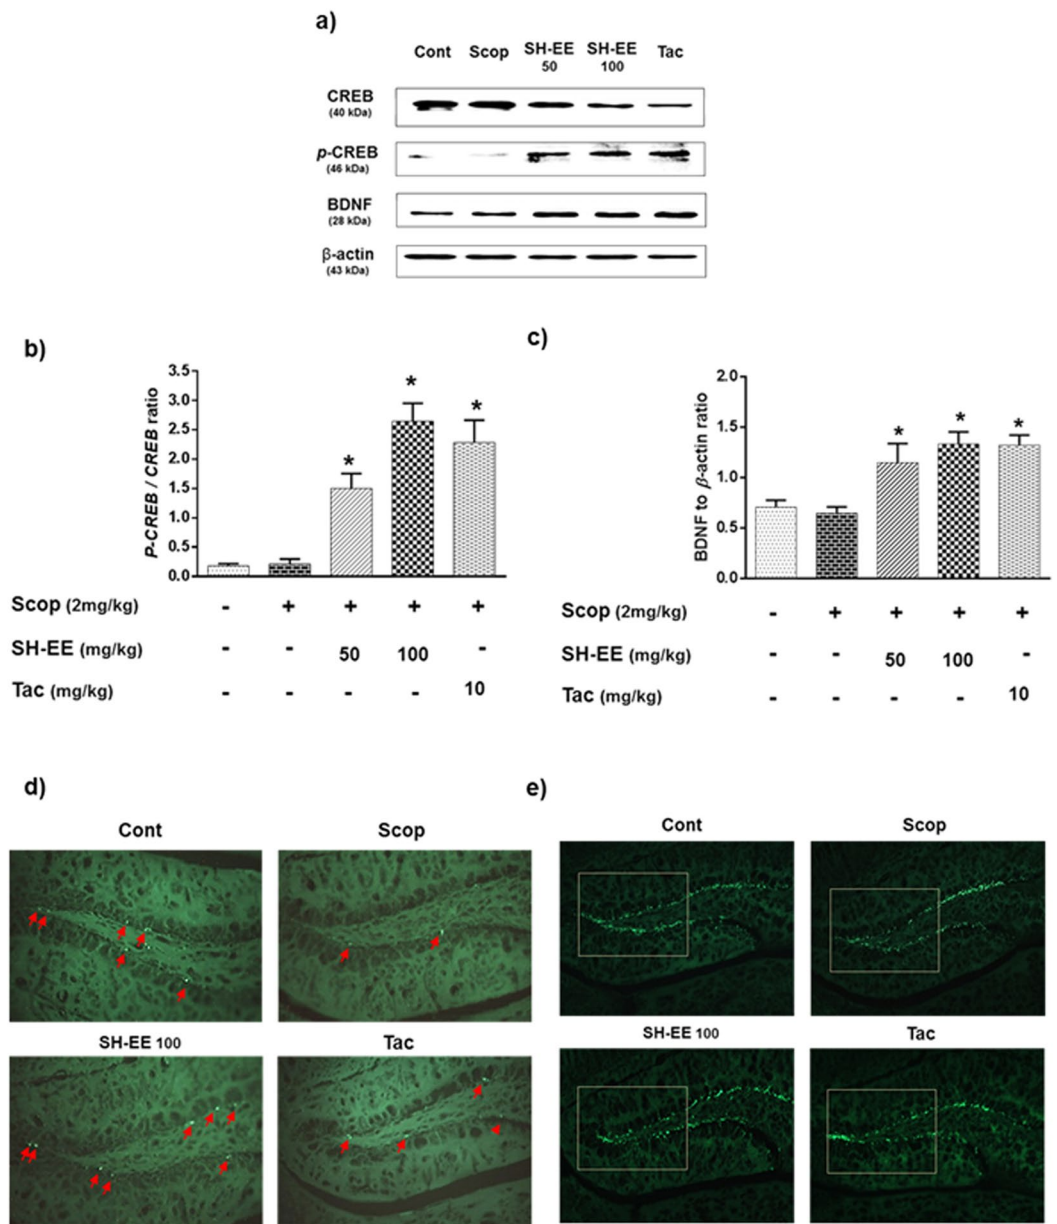 a)
Cont Scop SH-EE 50 SH-EE 100 Tac
CREB
(40 kDa)
p-CREB
(46 kDa)
BDNF
(28 kDa)
β-actin
(43 kDa)
b)
P-CREB / CREB ratio
3.5
3.0
2.5
2.0
1.5
1.0
0.5
0.0
* * *
Scop (2mg/kg) - + + + +
SH-EE (mg/kg) - - 50 100 -
Tac (mg/kg) - - - - 10
c)
BDNF to β-actin ratio
2.0
1.5
1.0
0.5
0.0
* * *
Scop (2mg/kg) - + + + +
SH-EE (mg/kg) - - 50 100 -
Tac (mg/kg) - - - - 10
d)
Cont Scop
SH-EE 100 Tac
e)
Cont Scop
SH-EE 100 Tac